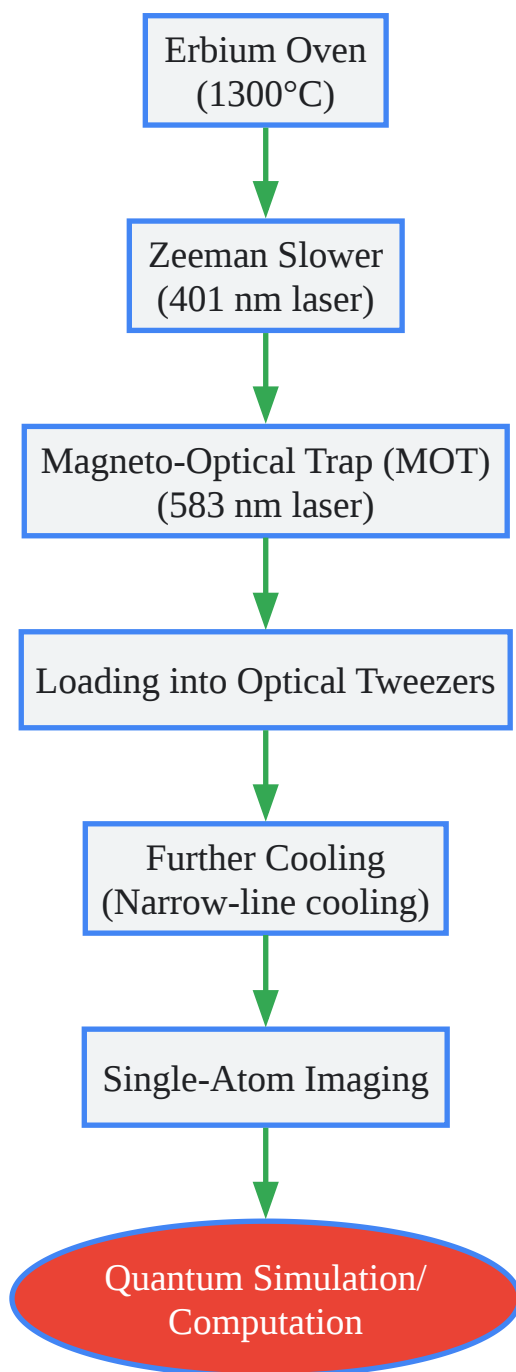 Erbium Oven
(1300°C)
Zeeman Slower
(401 nm laser)
Magneto-Optical Trap (MOT)
(583 nm laser)
Loading into Optical Tweezers
Further Cooling
(Narrow-line cooling)
Single-Atom Imaging
Quantum Simulation/
Computation